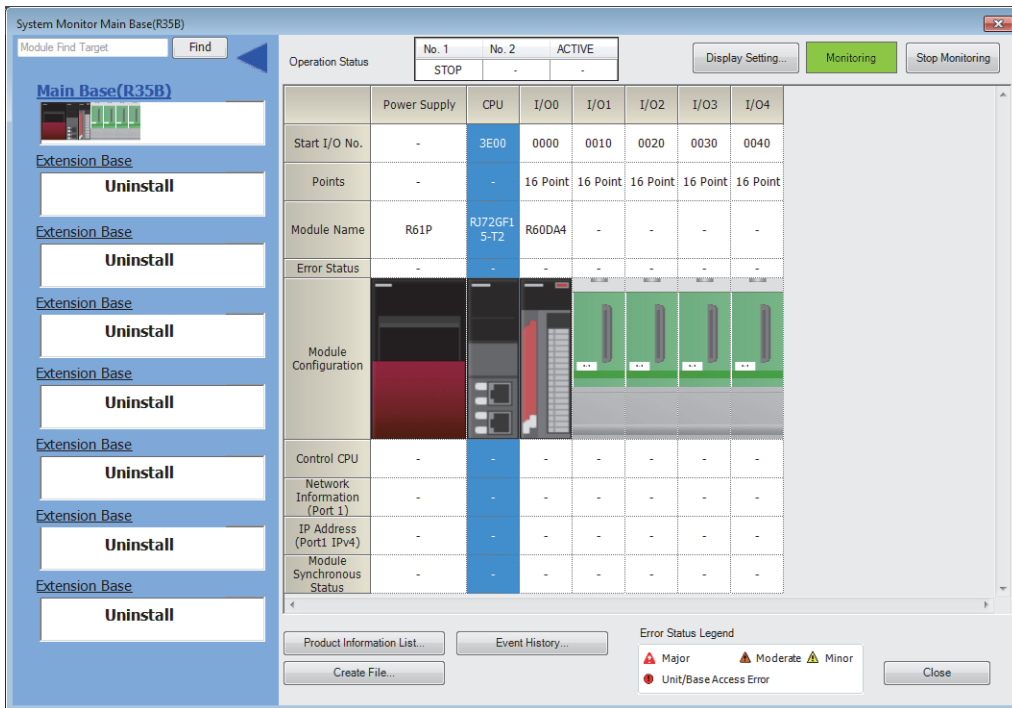 System Monitor Main Base(R35B)
Module Find Target
Find
Main Base(R35B)
Extension Base
Uninstall
Extension Base
Uninstall
Extension Base
Uninstall
Extension Base
Uninstall
Extension Base
Uninstall
Extension Base
Uninstall
Extension Base
Uninstall
Operation Status
No. 1 No. 2 ACTIVE
STOP - -
Display Setting...
Monitoring
Stop Monitoring
Power Supply CPU I/O0 I/O1 I/O2 I/O3 I/O4
Start I/O No. - 3E00 0000 0010 0020 0030 0040
Points - - 16 Point 16 Point 16 Point 16 Point 16 Point
Module Name R61P RJ72GF1 R60DA4 - - - -
5-T2
Error Status - - - - - - -
Module
Configuration
Control CPU - - - - - - -
Network
Information - - - - - - -
(Port 1)
IP Address - - - - - - -
(Port1 IPv4)
Module
Synchronous - - - - - - -
Status
Product Information List...
Event History...
Create File...
Error Status Legend
Major Moderate Minor
Unit/Base Access Error
Close